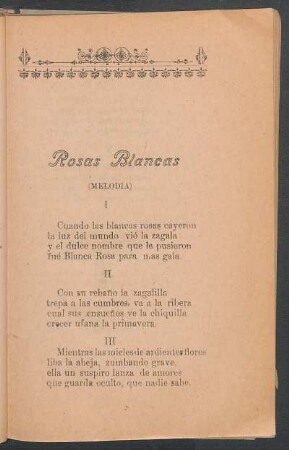 Rosas Blancas
(MELODIA)
I
Cuando las blancas rosas cayeron
la luz del mundo vió la zagala
y el dulce nombre que le pusieron
fué Blanca Rosa para mas gala.
II
Con su rebaño la zagalilla
trepa a las cumbres, va a la ribera
cual sus ensueños ve la chiquilla
crecer ufana la primavera.
III
Mientras las mieles de ardientes flores
liba la abeja, zumbando grave,
ella un suspiro lanza de amores
que guarda oculto, que nadie sabe.